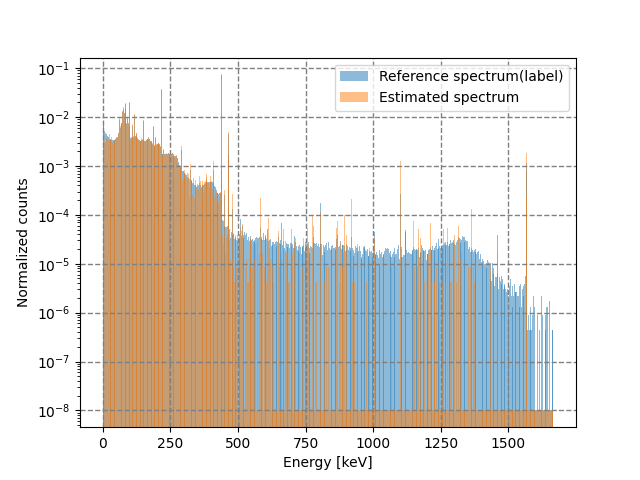 Reference spectrum(label)
Estimated spectrum
10⁻¹
10⁻²
10⁻³
10⁻⁴
10⁻⁵
10⁻⁶
10⁻⁷
10⁻⁸
Normalized counts
0 250 500 750 1000 1250 1500
Energy [keV]